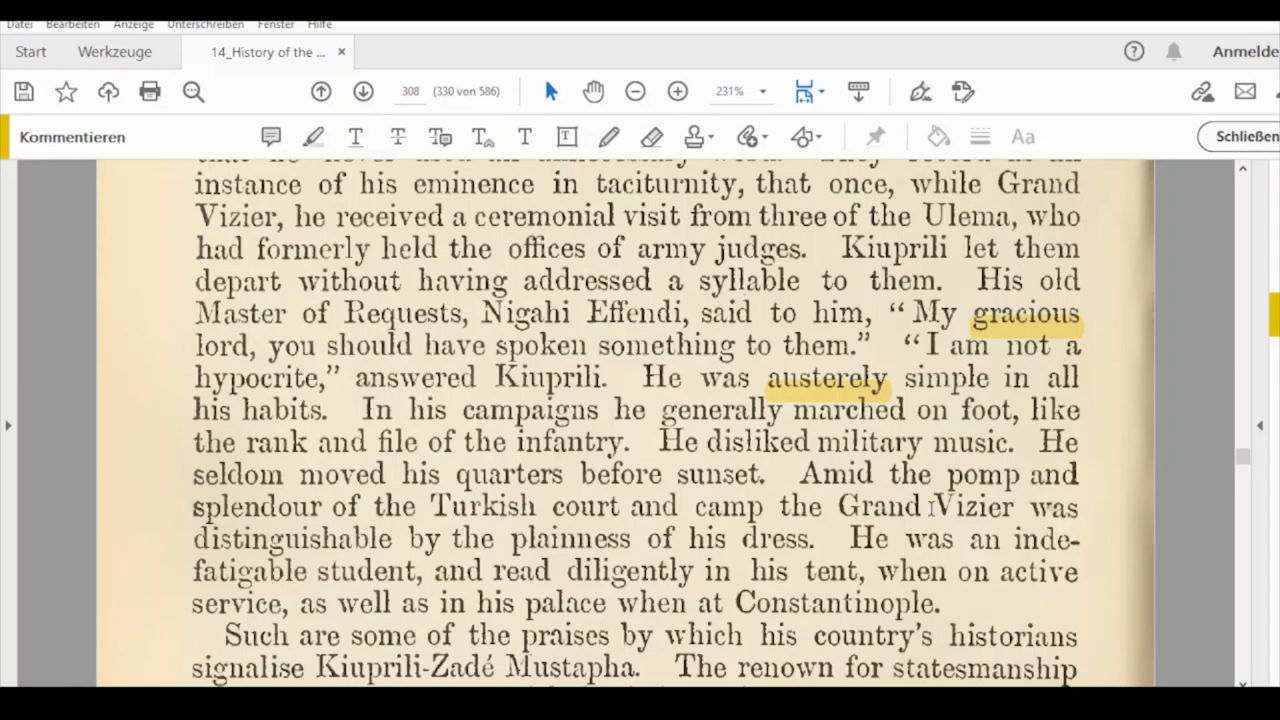 Datei Bearbeiten Anzeige Unterschreiben Fenster Hilfe
Start Werkzeuge 14_History of the ... × ? Anmelde
308 (330 von 586) 231%
Kommentieren Aa Schließen
instance of his eminence in taciturnity, that once, while Grand
Vizier, he received a ceremonial visit from three of the Ulema, who
had formerly held the offices of army judges. Kiuprili let them
depart without having addressed a syllable to them. His old
Master of Requests, Nigahi Effendi, said to him, “My gracious
lord, you should have spoken something to them.” “I am not a
hypocrite,” answered Kiuprili. He was austerely simple in all
his habits. In his campaigns he generally marched on foot, like
the rank and file of the infantry. He disliked military music. He
seldom moved his quarters before sunset. Amid the pomp and
splendour of the Turkish court and camp the Grand Vizier was
distinguishable by the plainness of his dress. He was an inde-
fatigable student, and read diligently in his tent, when on active
service, as well as in his palace when at Constantinople.
Such are some of the praises by which his country’s historians
signalise Kiuprili-Zadé Mustapha. The renown for statesmanship